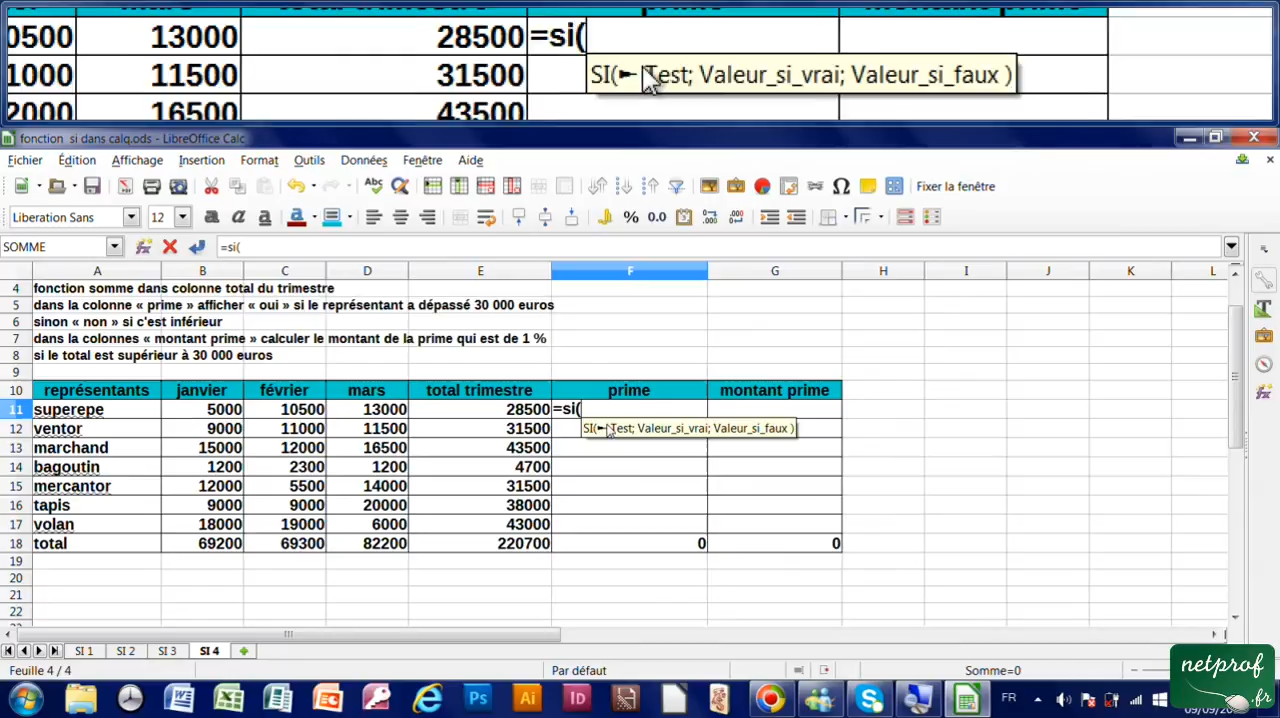 0500 13000 28500 =si(
1000 11500 31500 SI( Test; Valeur_si_vrai; Valeur_si_faux )
2000 16500 43500
fonction si dans calq.ods - LibreOffice Calc
Fichier Édition Affichage Insertion Format Outils Données Fenêtre Aide
Fixer la fenêtre
Liberation Sans 12
SOMME =si(
A B C D E F G H I J K L
4 fonction somme dans colonne total du trimestre
5 dans la colonne « prime » afficher « oui » si le représentant a dépassé 30 000 euros
6 sinon « non » si c'est inférieur
7 dans la colonnes « montant prime » calculer le montant de la prime qui est de 1 %
8 si le total est supérieur à 30 000 euros
9
10 représentants janvier février mars total trimestre prime montant prime
11 superepe 5000 10500 13000 28500 =si(
12 ventor 9000 11000 11500 31500 SI( Test; Valeur_si_vrai; Valeur_si_faux )
13 marchand 15000 12000 16500 43500
14 bagoutin 1200 2300 1200 4700
15 mercantor 12000 5500 14000 31500
16 tapis 9000 9000 20000 38000
17 volan 18000 19000 6000 43000
18 total 69200 69300 82200 220700 0 0
19
20
21
22
SI 1 SI 2 SI 3 SI 4
Feuille 4 / 4 Par défaut Somme=0
netprof
.fr
Ps Ai Id FR